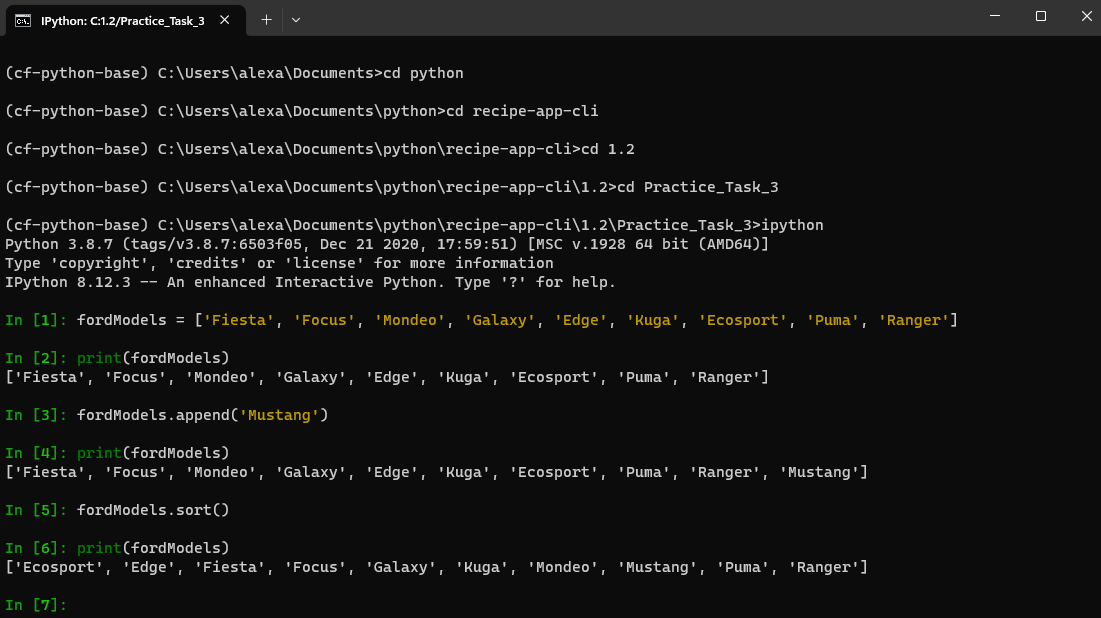 IPython: C:1.2/Practice_Task_3
(cf-python-base) C:\Users\alexa\Documents>cd python
(cf-python-base) C:\Users\alexa\Documents\python>cd recipe-app-cli
(cf-python-base) C:\Users\alexa\Documents\python\recipe-app-cli>cd 1.2
(cf-python-base) C:\Users\alexa\Documents\python\recipe-app-cli\1.2>cd Practice_Task_3
(cf-python-base) C:\Users\alexa\Documents\python\recipe-app-cli\1.2\Practice_Task_3>ipython
Python 3.8.7 (tags/v3.8.7:6503f05, Dec 21 2020, 17:59:51) [MSC v.1928 64 bit (AMD64)]
Type 'copyright', 'credits' or 'license' for more information
IPython 8.12.3 -- An enhanced Interactive Python. Type '?' for help.
In [1]: fordModels = ['Fiesta', 'Focus', 'Mondeo', 'Galaxy', 'Edge', 'Kuga', 'Ecosport', 'Puma', 'Ranger']
In [2]: print(fordModels)
['Fiesta', 'Focus', 'Mondeo', 'Galaxy', 'Edge', 'Kuga', 'Ecosport', 'Puma', 'Ranger']
In [3]: fordModels.append('Mustang')
In [4]: print(fordModels)
['Fiesta', 'Focus', 'Mondeo', 'Galaxy', 'Edge', 'Kuga', 'Ecosport', 'Puma', 'Ranger', 'Mustang']
In [5]: fordModels.sort()
In [6]: print(fordModels)
['Ecosport', 'Edge', 'Fiesta', 'Focus', 'Galaxy', 'Kuga', 'Mondeo', 'Mustang', 'Puma', 'Ranger']
In [7]: